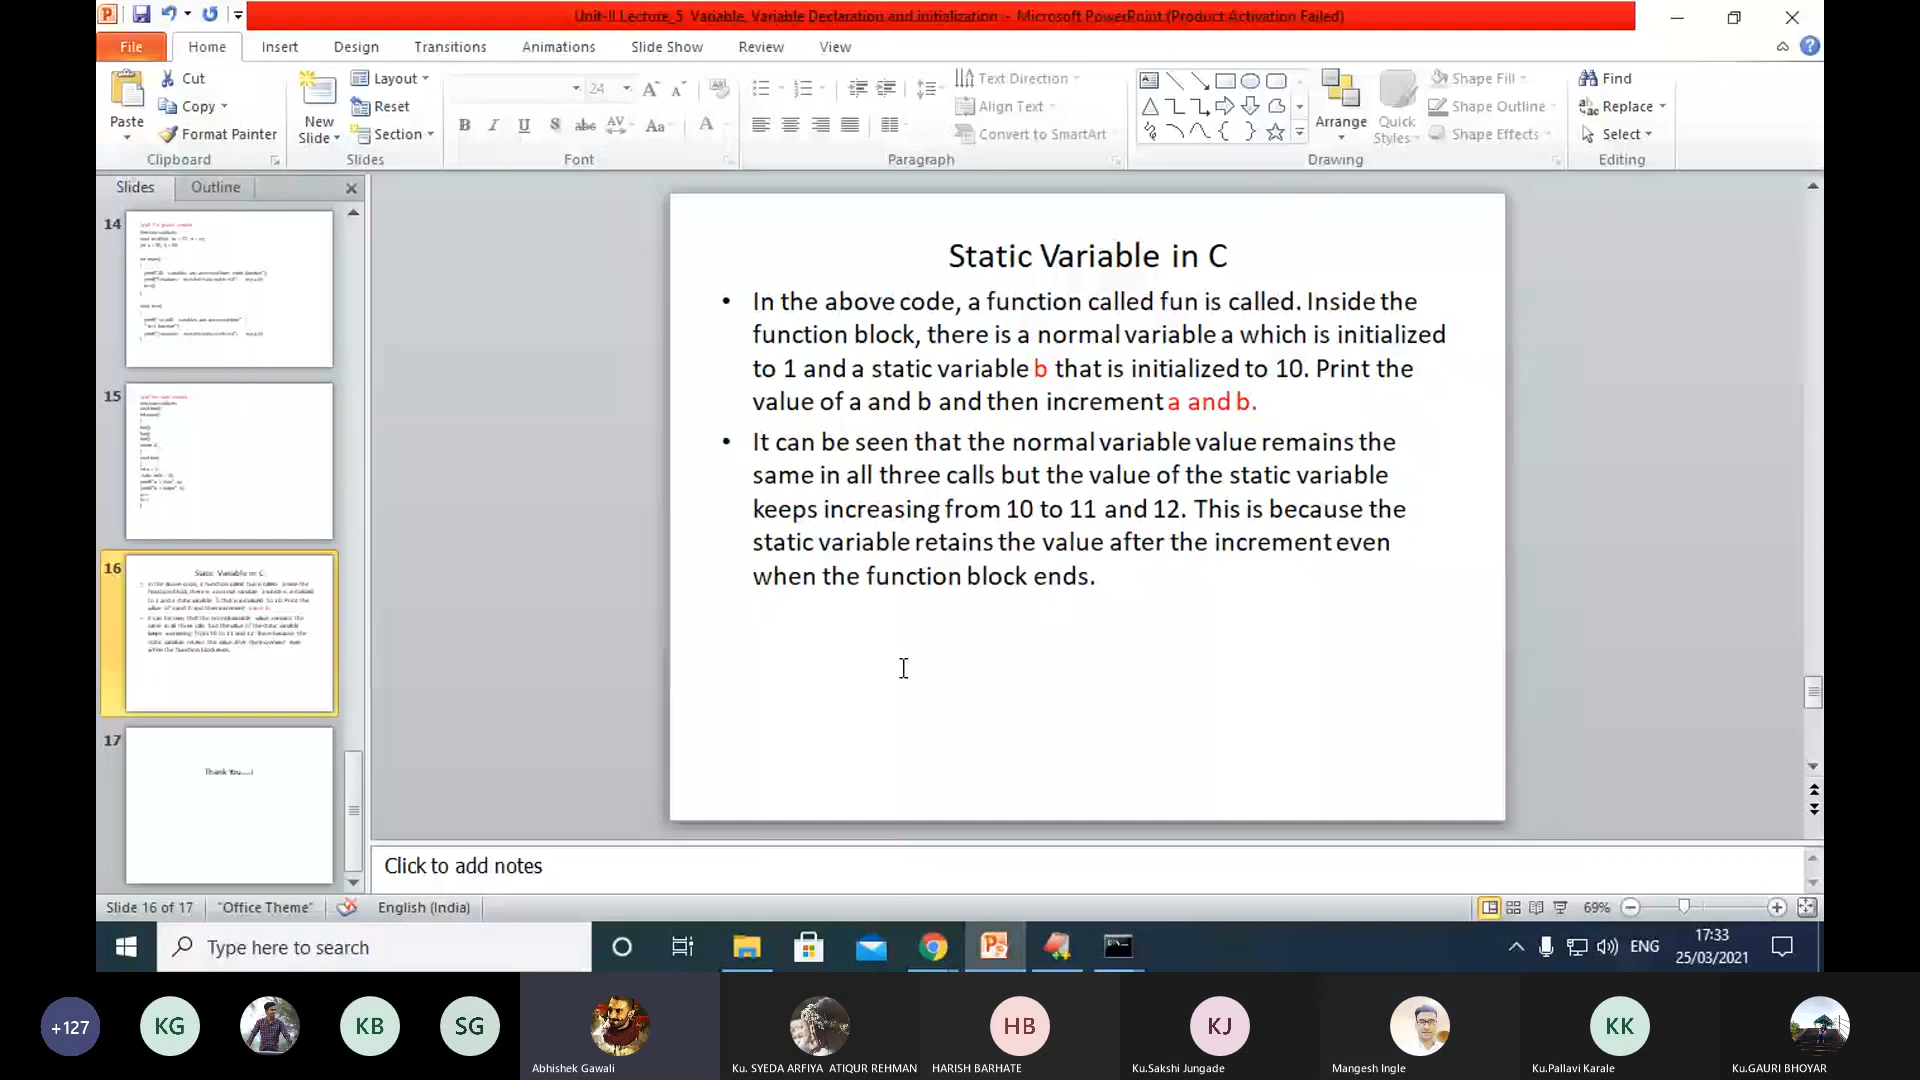 Unit-II Lecture_5 Variable, Variable Declaration and initialization - Microsoft PowerPoint (Product Activation Failed)
File Home Insert Design Transitions Animations Slide Show Review View
Cut
Copy
Format Painter
Paste
Clipboard
New
Slide
Layout
Reset
Section
Slides
24
B I U S abc AV Aa A
Font
Text Direction
Align Text
Convert to SmartArt
Paragraph
Arrange
Quick
Styles
Shape Fill
Shape Outline
Shape Effects
Drawing
Find
Replace
Select
Editing
Slides Outline
14
15
16
Static Variable in C
17
Thank You....!
Static Variable in C
• In the above code, a function called fun is called. Inside the
function block, there is a normal variable a which is initialized
to 1 and a static variable b that is initialized to 10. Print the
value of a and b and then increment a and b.
• It can be seen that the normal variable value remains the
same in all three calls but the value of the static variable
keeps increasing from 10 to 11 and 12. This is because the
static variable retains the value after the increment even
when the function block ends.
Click to add notes
Slide 16 of 17 "Office Theme" English (India) 69%
Type here to search
ENG
17:33
25/03/2021
+127 KG KB SG HB KJ KK
Abhishek Gawali Ku. SYEDA ARFIYA ATIQUR REHMAN HARISH BARHATE Ku.Sakshi Jungade Mangesh Ingle Ku.Pallavi Karale Ku.GAURI BHOYAR